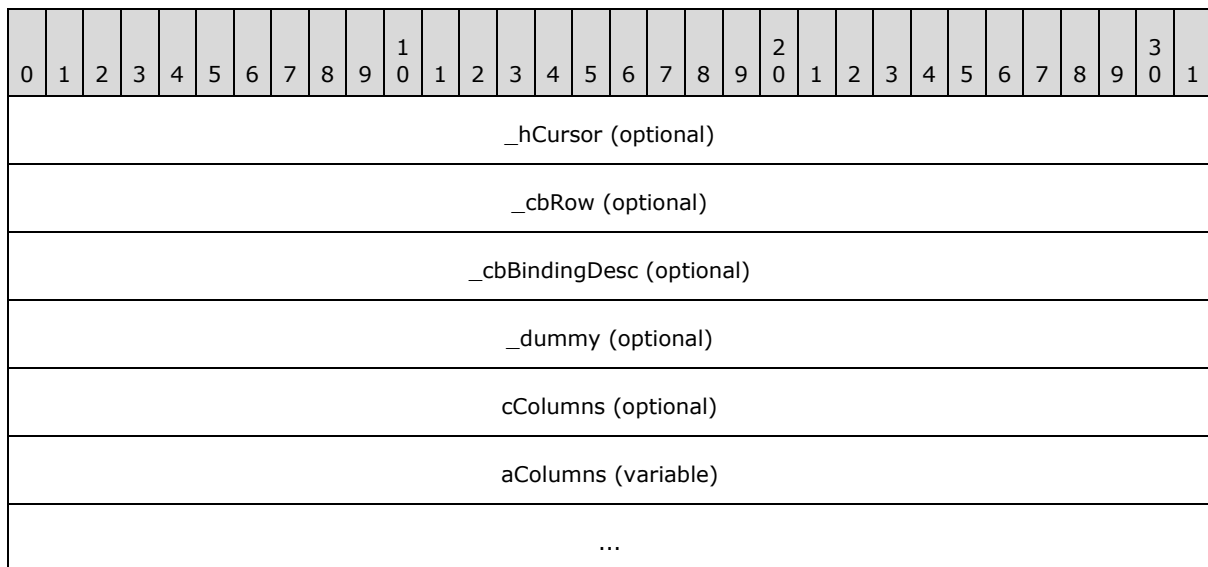 1 2 3
0 1 2 3 4 5 6 7 8 9 0 1 2 3 4 5 6 7 8 9 0 1 2 3 4 5 6 7 8 9 0 1
_hCursor (optional)
_cbRow (optional)
_cbBindingDesc (optional)
_dummy (optional)
cColumns (optional)
aColumns (variable)
...